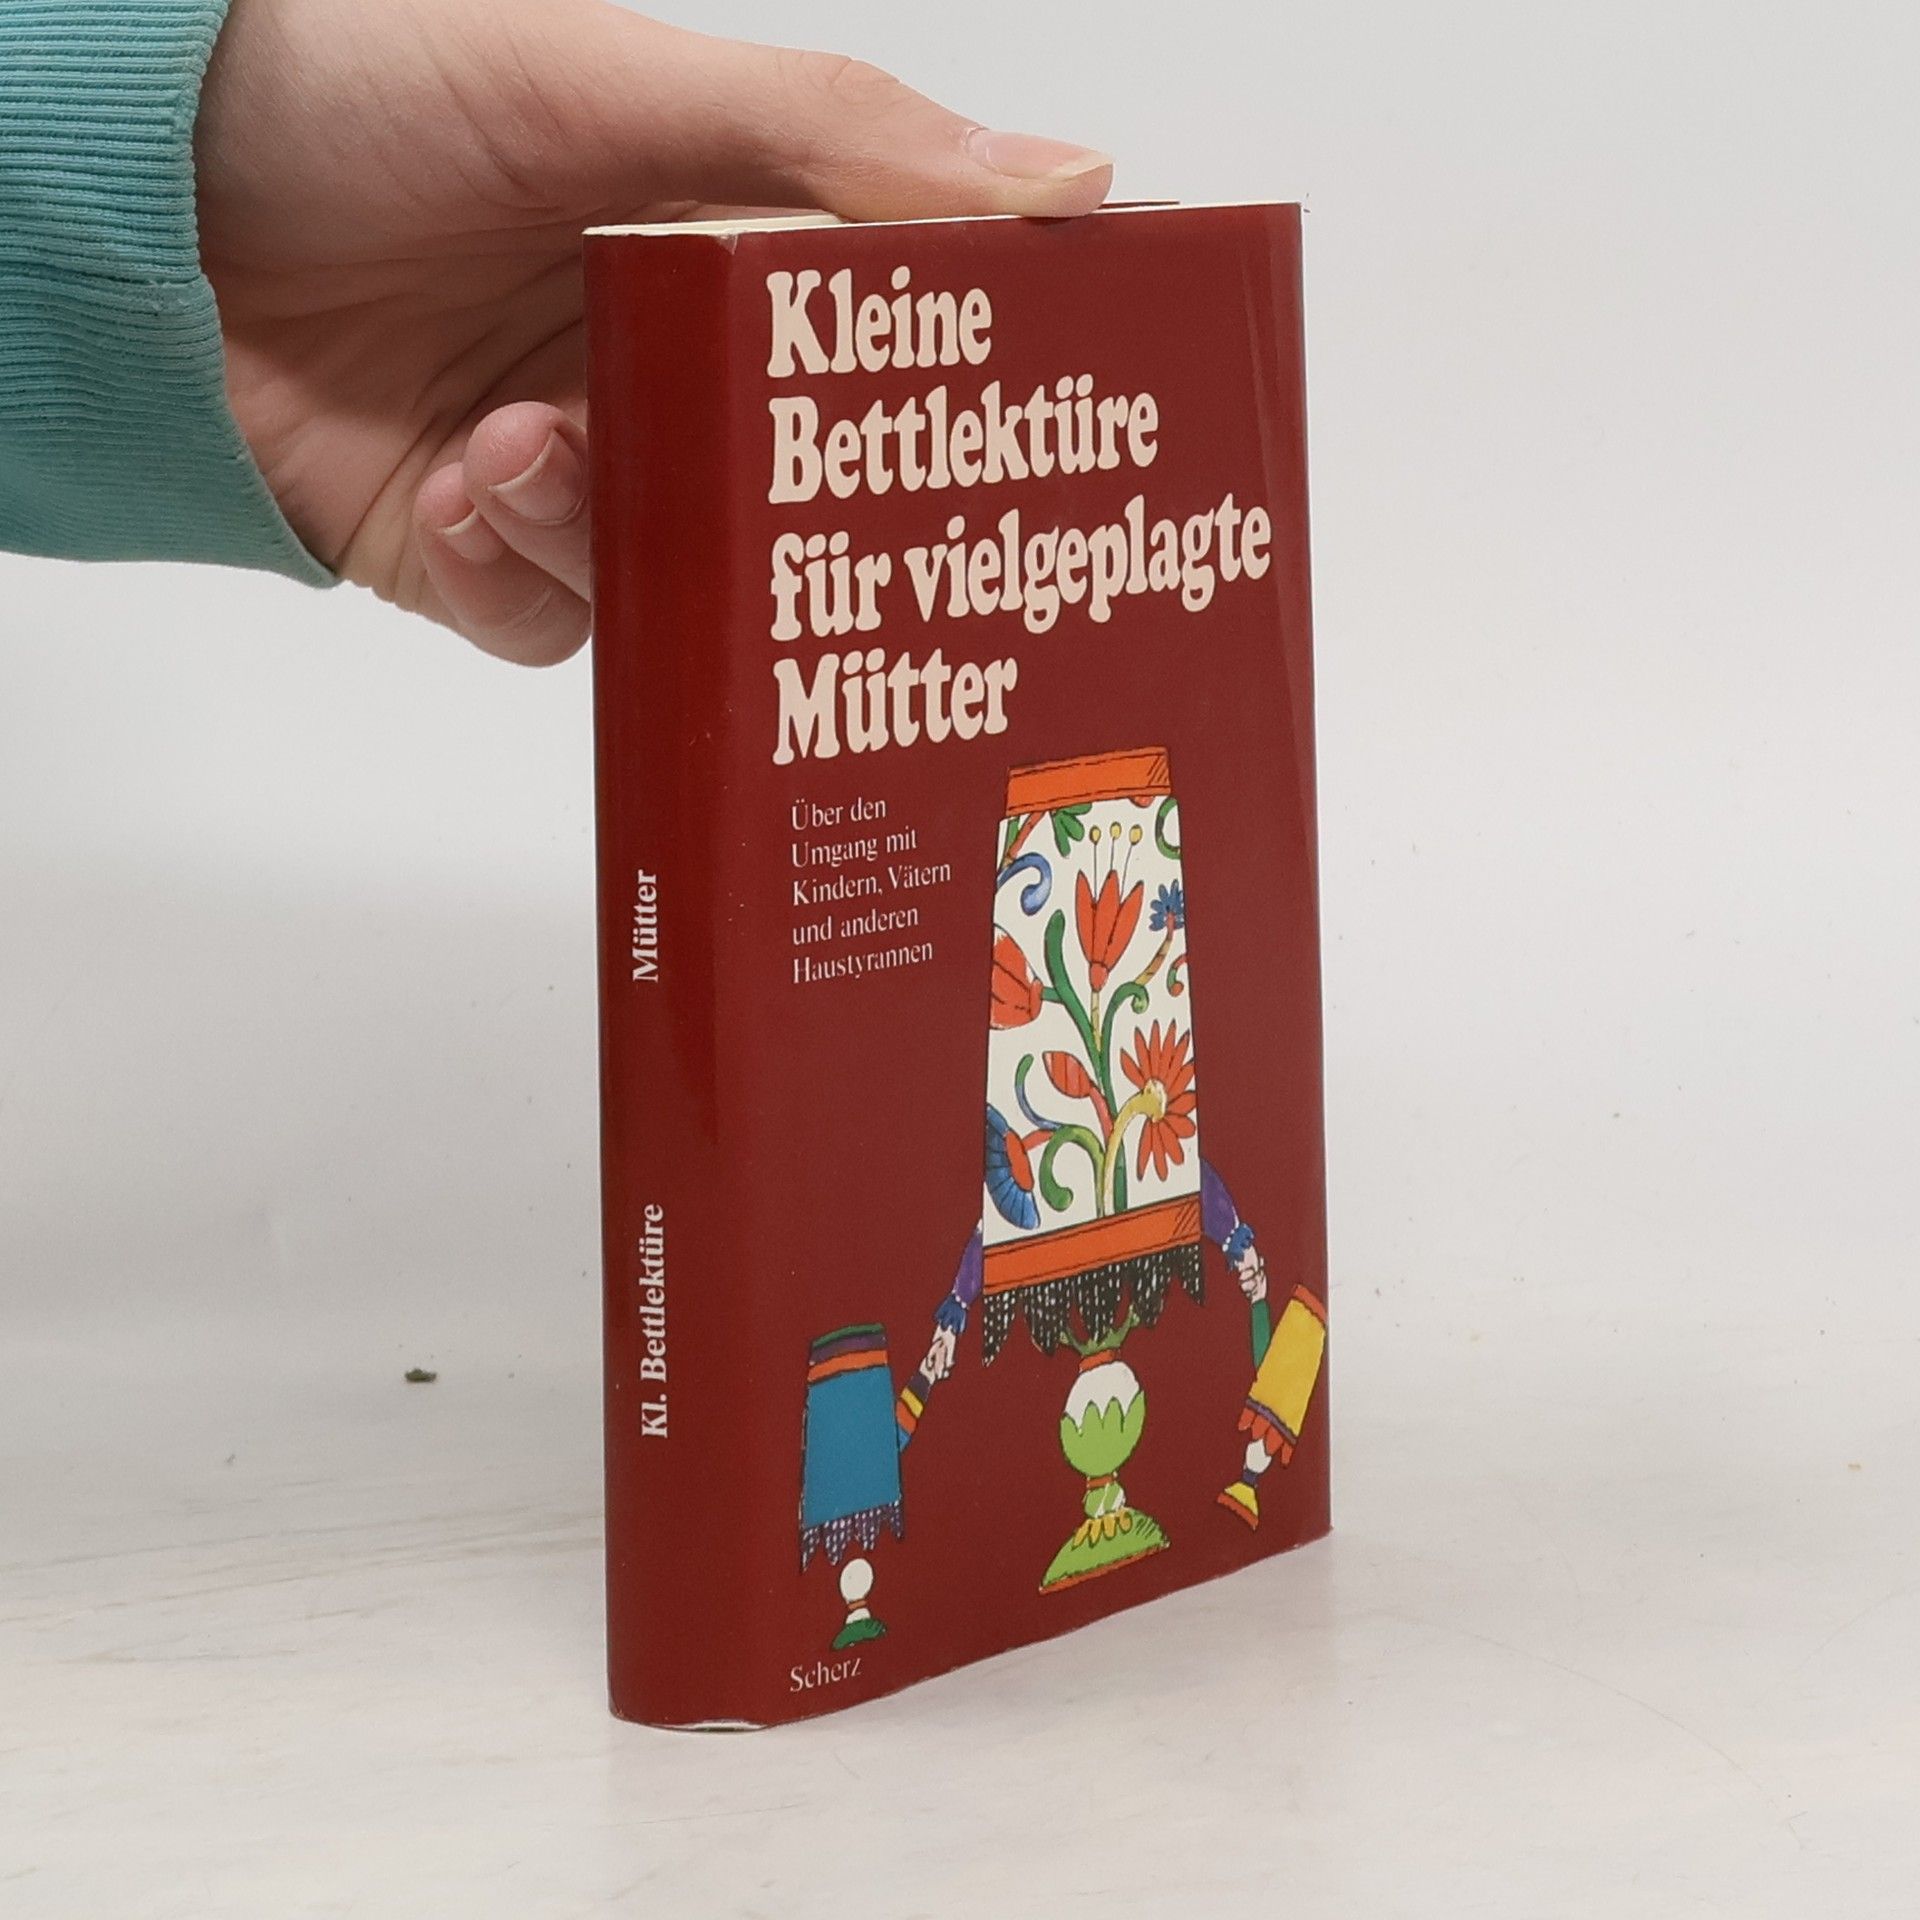 Kleine
Bettlektüre
für vielgeplagte
Mütter
Über den
Umgang mit
Kindern, Vätern
und anderen
Haustyrannen
Scherz
Kl. Bettlektüre Mütter